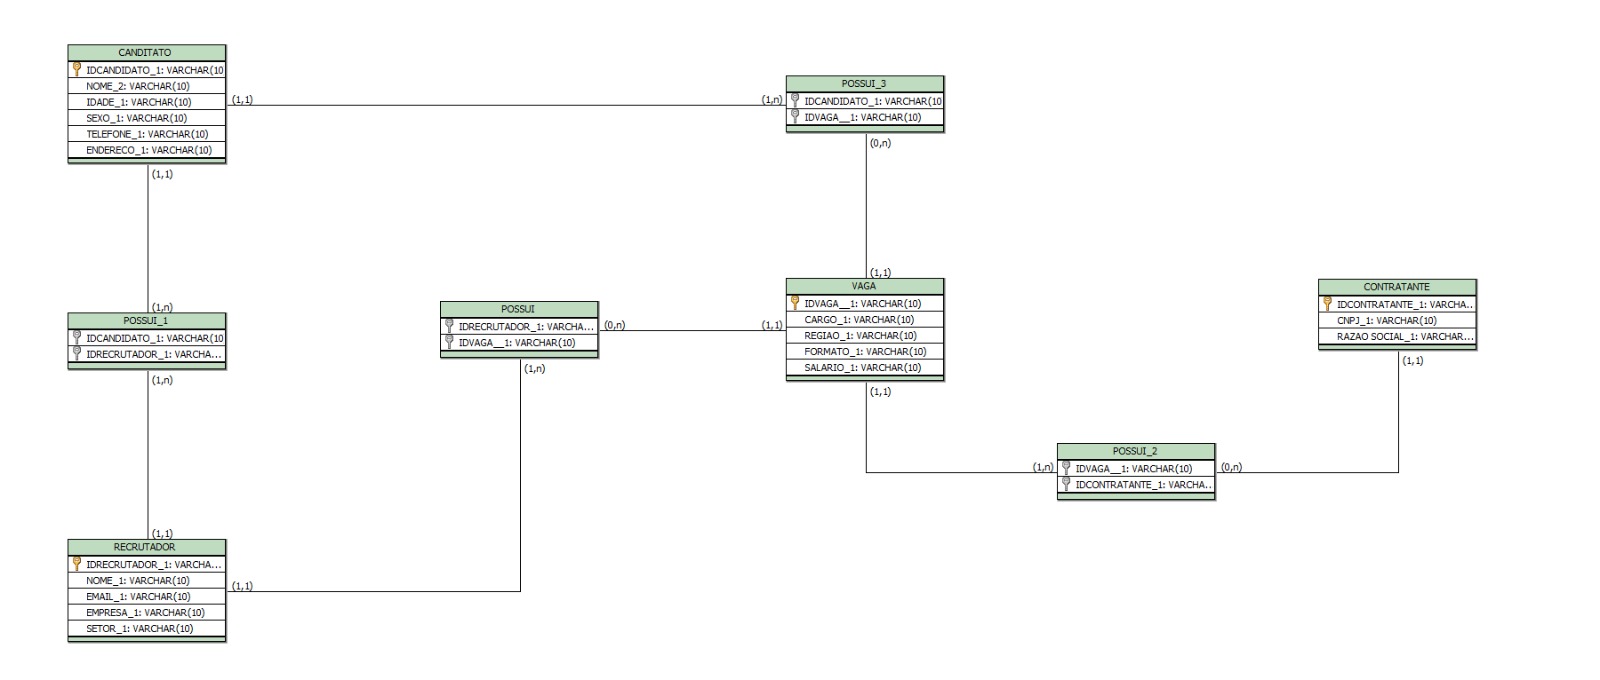 CANDITATO
IDCANDIDATO_1: VARCHAR(10
NOME_2: VARCHAR(10)
IDADE_1: VARCHAR(10)
SEXO_1: VARCHAR(10)
TELEFONE_1: VARCHAR(10)
ENDERECO_1: VARCHAR(10)
(1,1)
(1,n)
POSSUI_3
IDCANDIDATO_1: VARCHAR(10
IDVAGA__1: VARCHAR(10)
(0,n)
(1,1)
(1,1)
(1,n)
POSSUI_1
IDCANDIDATO_1: VARCHAR(10
IDRECRUTADOR_1: VARCHA...
(1,n)
POSSUI
IDRECRUTADOR_1: VARCHA...
IDVAGA__1: VARCHAR(10)
(0,n)
(1,1)
(1,n)
VAGA
IDVAGA__1: VARCHAR(10)
CARGO_1: VARCHAR(10)
REGIAO_1: VARCHAR(10)
FORMATO_1: VARCHAR(10)
SALARIO_1: VARCHAR(10)
(1,1)
CONTRATANTE
IDCONTRATANTE_1: VARCHA..
CNPJ_1: VARCHAR(10)
RAZAO SOCIAL_1: VARCHAR...
(1,1)
POSSUI_2
(1,n)
IDVAGA__1: VARCHAR(10)
(0,n)
IDCONTRATANTE_1: VARCHA..
(1,1)
RECRUTADOR
IDRECRUTADOR_1: VARCHA...
NOME_1: VARCHAR(10)
EMAIL_1: VARCHAR(10)
EMPRESA_1: VARCHAR(10)
SETOR_1: VARCHAR(10)
(1,1)